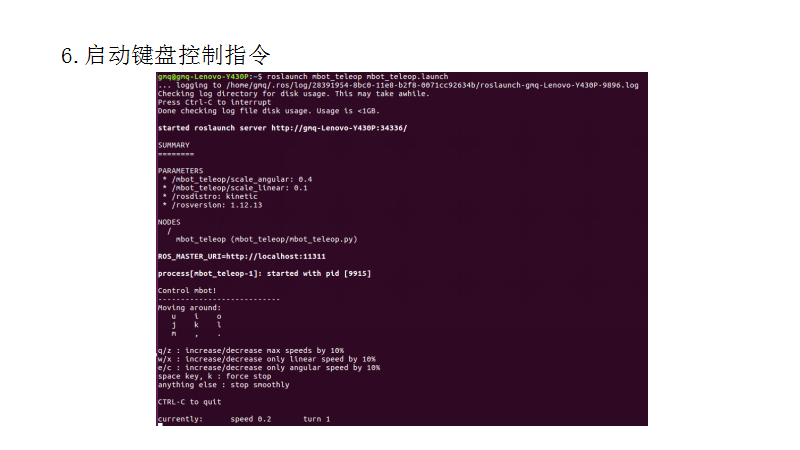 6.启动键盘控制指令
gmq@gmq-Lenovo-Y430P:~$ roslaunch mbot_teleop mbot_teleop.launch
... logging to /home/gmq/.ros/log/28391954-8bc0-11e8-b2f8-0071cc92634b/roslaunch-gmq-Lenovo-Y430P-9896.log
Checking log directory for disk usage. This may take awhile.
Press Ctrl-C to interrupt
Done checking log file disk usage. Usage is <1GB.
started roslaunch server http://gmq-Lenovo-Y430P:34336/
SUMMARY
========
PARAMETERS
* /mbot_teleop/scale_angular: 0.4
* /mbot_teleop/scale_linear: 0.1
* /rosdistro: kinetic
* /rosversion: 1.12.13
NODES
/
mbot_teleop (mbot_teleop/mbot_teleop.py)
ROS_MASTER_URI=http://localhost:11311
process[mbot_teleop-1]: started with pid [9915]
Control mbot!
---------------------------
Moving around:
u i o
j k l
m , .
q/z : increase/decrease max speeds by 10%
w/x : increase/decrease only linear speed by 10%
e/c : increase/decrease only angular speed by 10%
space key, k : force stop
anything else : stop smoothly
CTRL-C to quit
currently: speed 0.2 turn 1